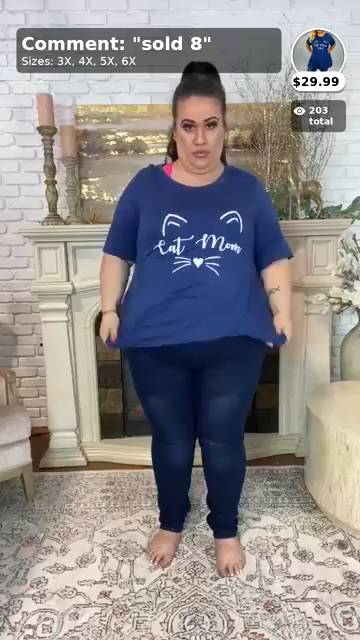 Comment: "sold 8"
Sizes: 3X, 4X, 5X, 6X
$29.99
203
total
Cat Mom